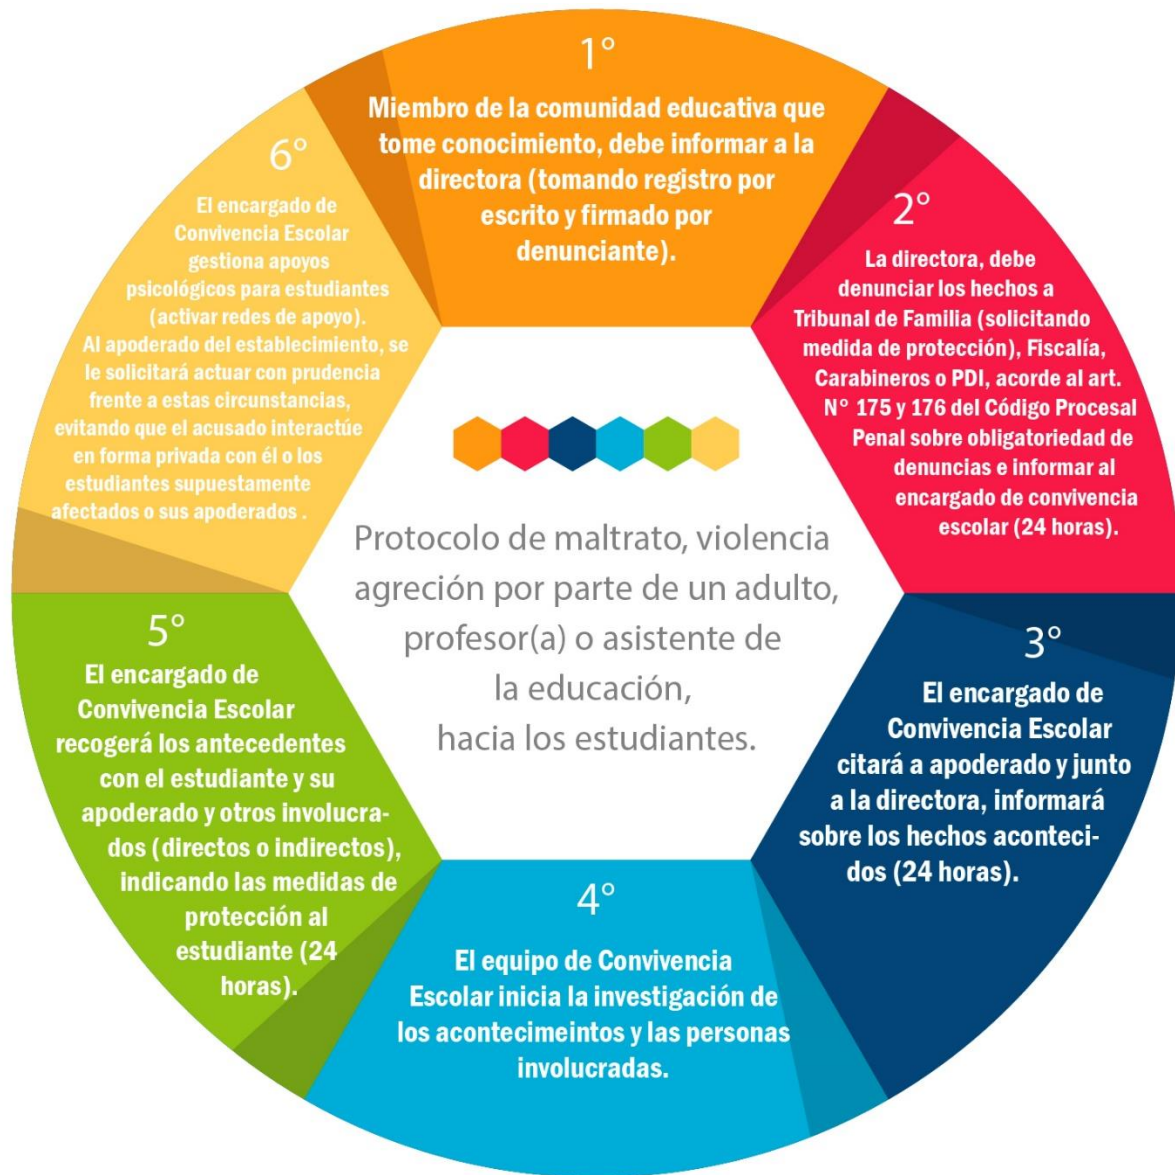 1°
Miembro de la comunidad educativa que
tome conocimiento, debe informar a la
directora (tomando registro por
escrito y firmado por
denunciante).
2°
La directora, debe
denunciar los hechos a
Tribunal de Familia (solicitando
medida de protección), Fiscalía,
Carabineros o PDI, acorde al art.
N° 175 y 176 del Código Procesal
Penal sobre obligatoriedad de
denuncias e informar al
encargado de convivencia
escolar (24 horas).
3°
El encargado de
Convivencia Escolar
citará a apoderado y junto
a la directora, informará
sobre los hechos aconteci-
dos (24 horas).
4°
El equipo de Convivencia
Escolar inicia la investigación de
los acontecimeintos y las personas
involucradas.
5°
El encargado de
Convivencia Escolar
recogerá los antecedentes
con el estudiante y su
apoderado y otros involucra-
dos (directos o indirectos),
indicando las medidas de
protección al
estudiante (24
horas).
6°
El encargado de
Convivencia Escolar
gestiona apoyos
psicológicos para estudiantes
(activar redes de apoyo).
Al apoderado del establecimiento, se
le solicitará actuar con prudencia
frente a estas circunstancias,
evitando que el acusado interactúe
en forma privada con él o los
estudiantes supuestamente
afectados o sus apoderados .
Protocolo de maltrato, violencia
agreción por parte de un adulto,
profesor(a) o asistente de
la educación,
hacia los estudiantes.